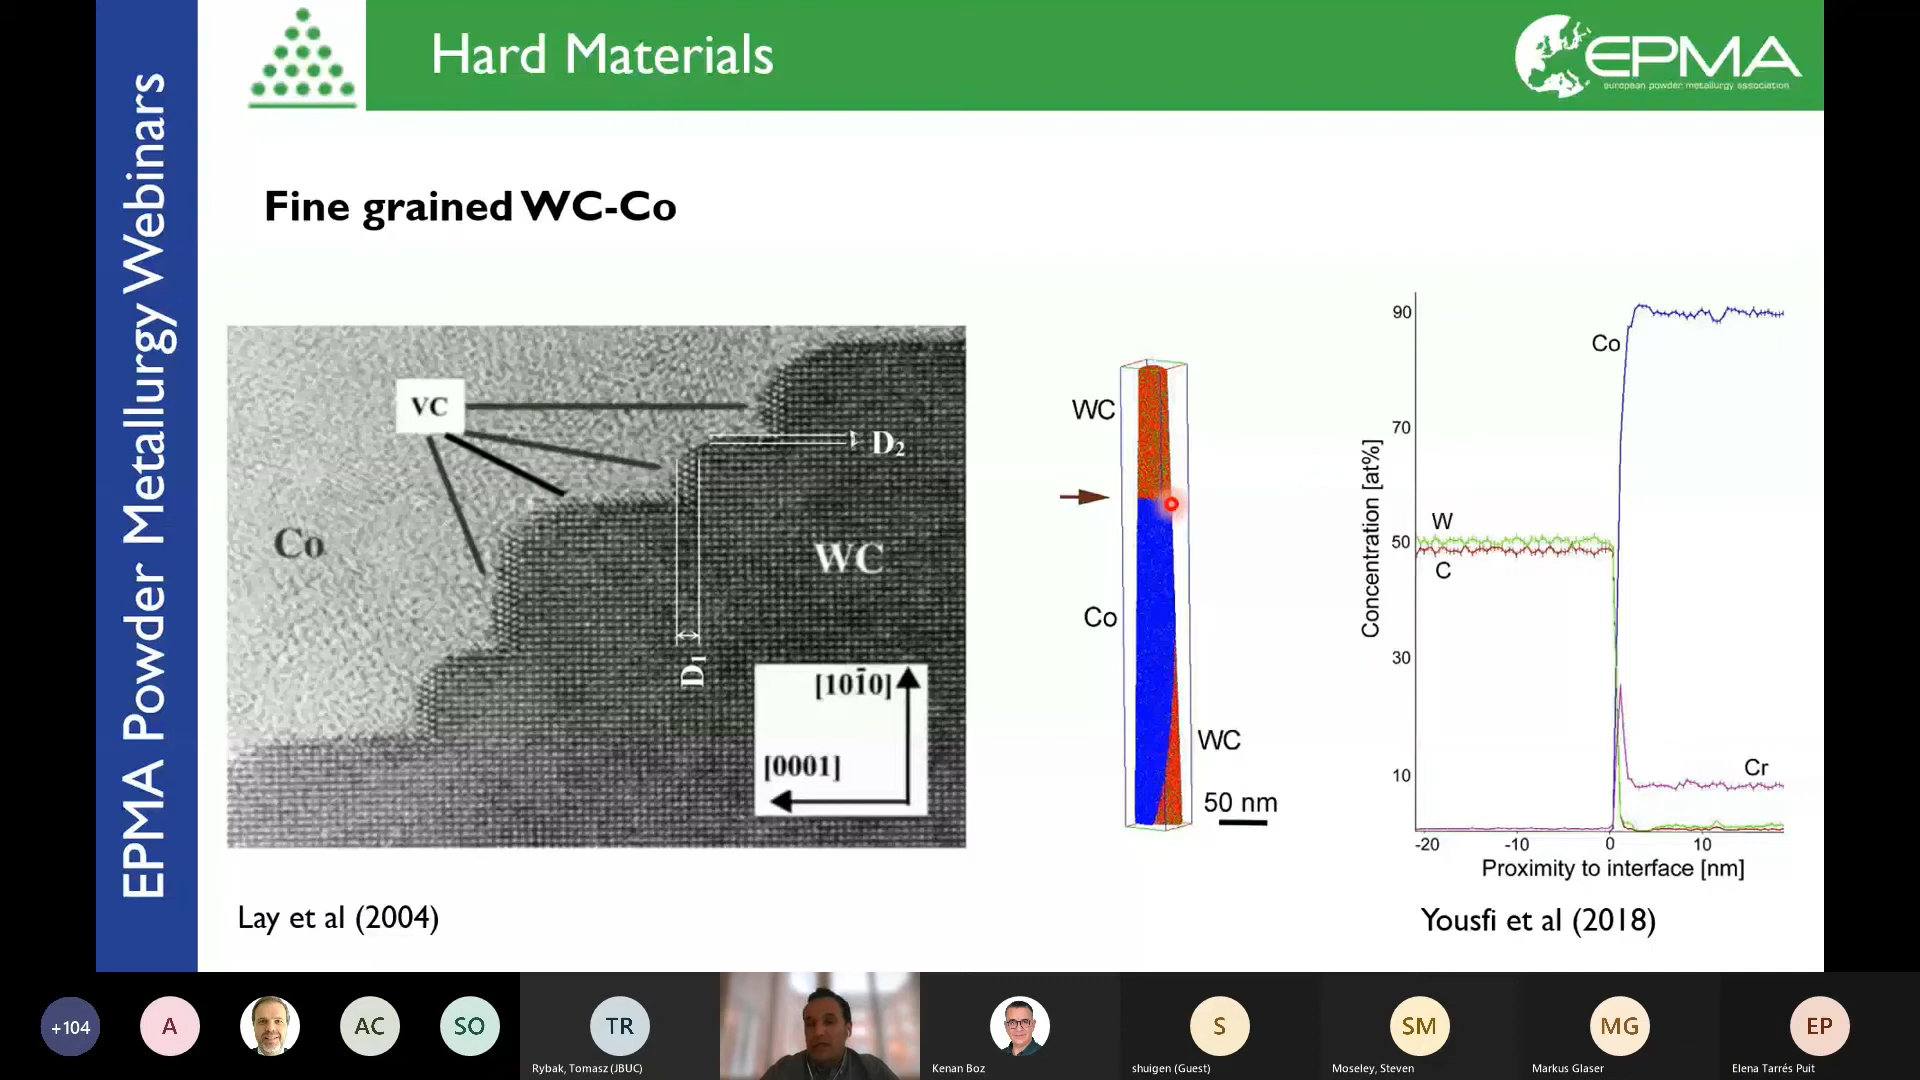 EPMA Powder Metallurgy Webinars
Hard Materials
EPMA
european powder metallurgy association
Fine grained WC-Co
VC
Co
WC
D₂
D₁
[101̄0]
[0001]
Lay et al (2004)
WC
Co
WC
50 nm
Concentration [at%]
90
70
50
30
10
Co
W
C
Cr
-20
-10
0
10
Proximity to interface [nm]
Yousfi et al (2018)
+104
A
AC
SO
TR
Rybak, Tomasz (JBUC)
Kenan Boz
S
shuigen (Guest)
SM
Moseley, Steven
MG
Markus Glaser
EP
Elena Tarrés Puit